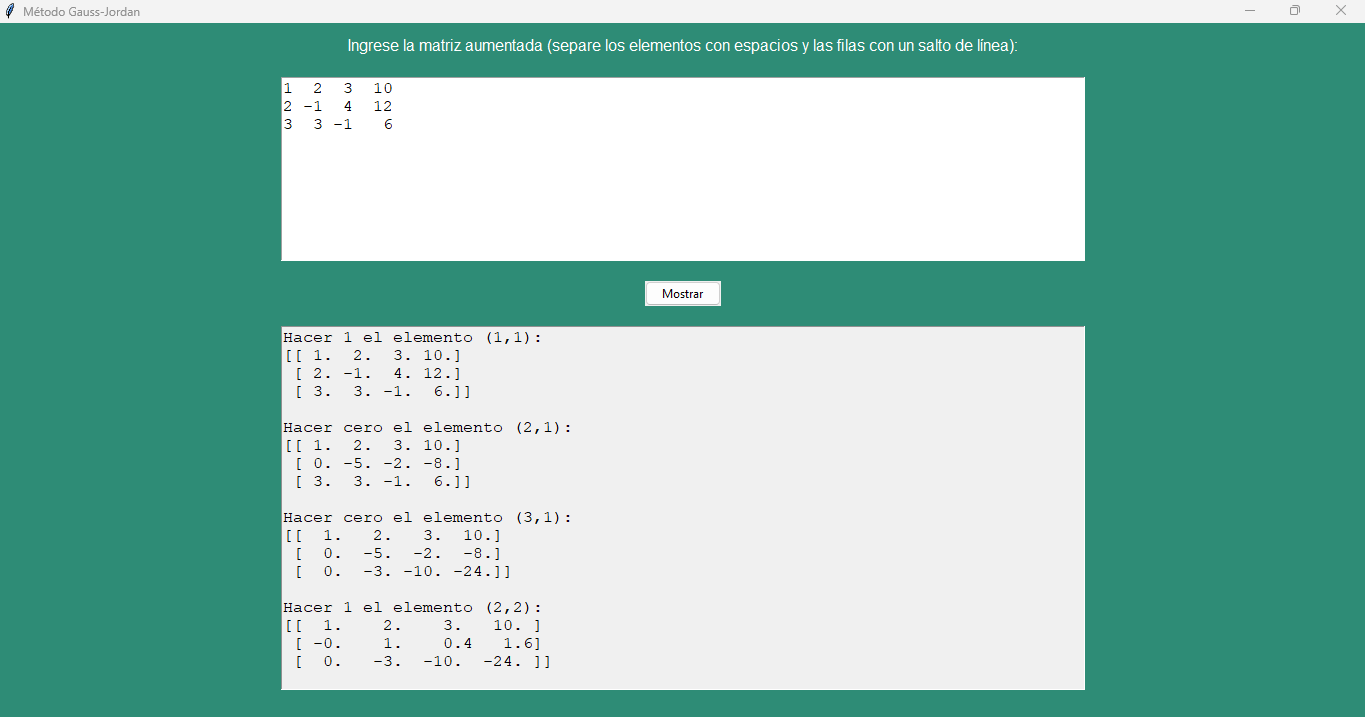 Método Gauss-Jordan
Ingrese la matriz aumentada (separe los elementos con espacios y las filas con un salto de línea):
1  2  3  10
2 -1  4  12
3  3 -1   6
Mostrar
Hacer 1 el elemento (1,1):
[[ 1.  2.  3. 10.]
 [ 2. -1.  4. 12.]
 [ 3.  3. -1.  6.]]
Hacer cero el elemento (2,1):
[[ 1.  2.  3. 10.]
 [ 0. -5. -2. -8.]
 [ 3.  3. -1.  6.]]
Hacer cero el elemento (3,1):
[[  1.   2.   3.  10.]
 [  0.  -5.  -2.  -8.]
 [  0.  -3. -10. -24.]]
Hacer 1 el elemento (2,2):
[[  1.    2.    3.   10. ]
 [ -0.    1.    0.4   1.6]
 [  0.   -3.  -10.  -24. ]]